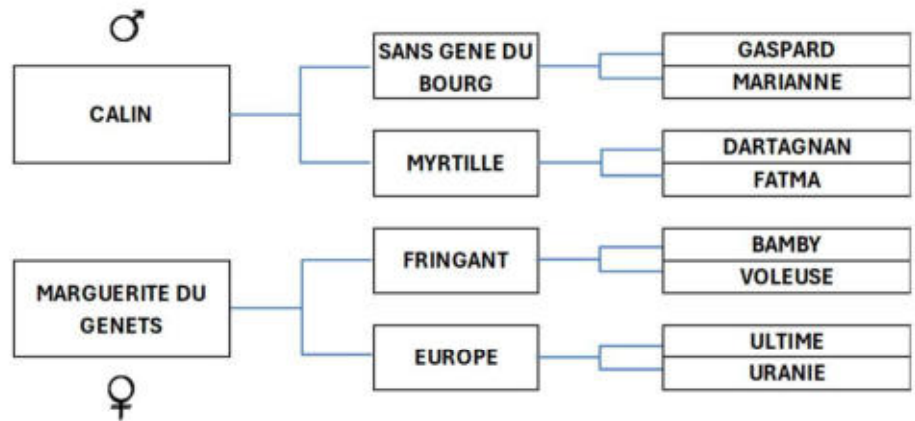 CALIN
SANS GENE DU
BOURG
GASPARD
MARIANNE
MYRTILLE
DARTAGNAN
FATMA
MARGUERITE DU
GENETS
FRINGANT
BAMBY
VOLEUSE
EUROPE
ULTIME
URANIE